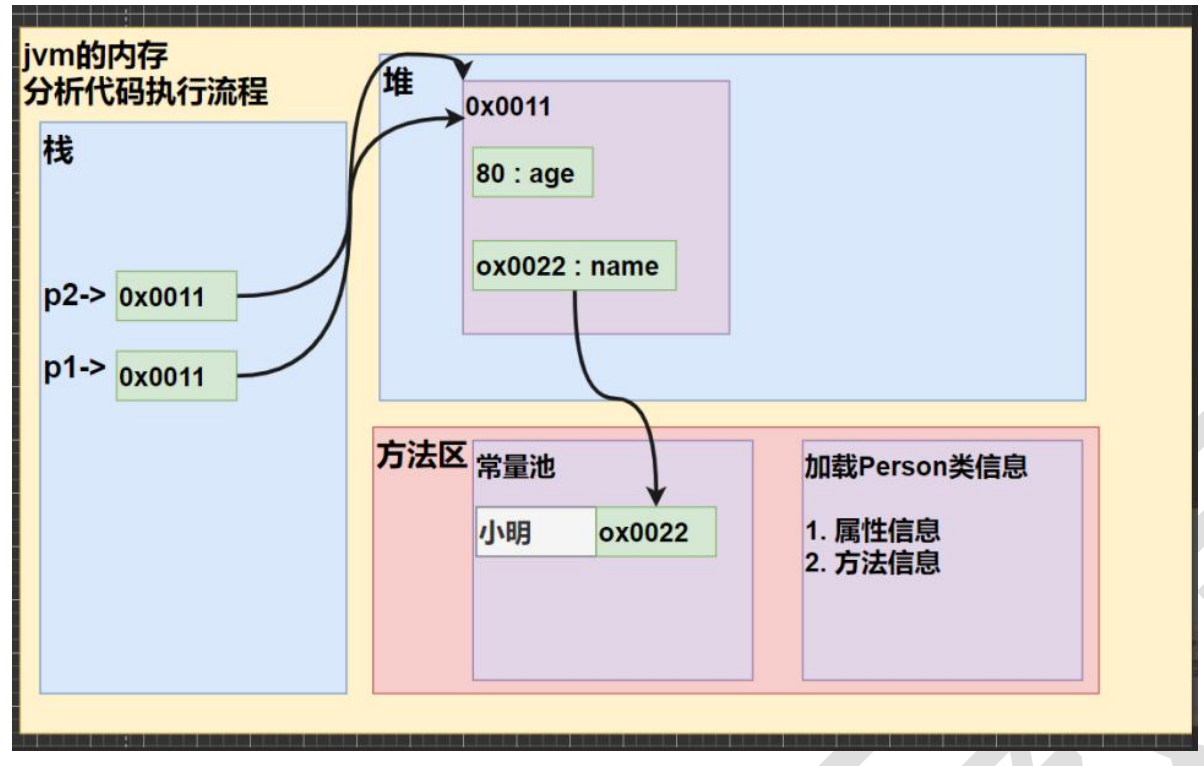 jvm的内存
分析代码执行流程
栈
p2-> 0x0011
p1-> 0x0011
堆
0x0011
80 : age
ox0022 : name
方法区
常量池
小明 ox0022
加载Person类信息
1. 属性信息
2. 方法信息